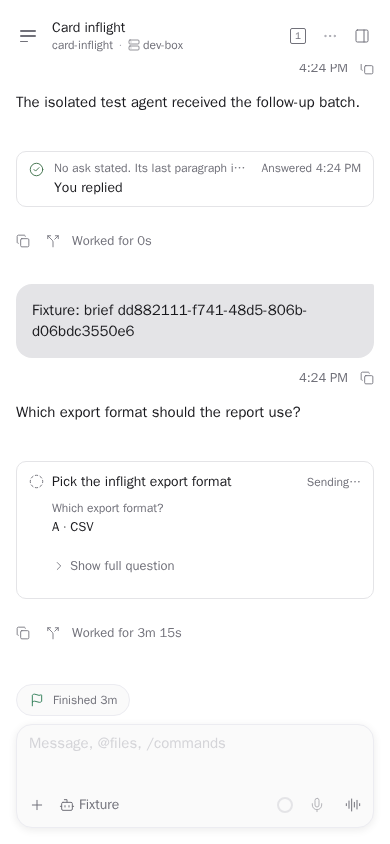 Card inflight
card-inflight · dev-box
1
4:24 PM
The isolated test agent received the follow-up batch.
No ask stated. Its last paragraph i··· Answered 4:24 PM
You replied
Worked for 0s
Fixture: brief dd882111-f741-48d5-806b-
d06bdc3550e6
4:24 PM
Which export format should the report use?
Pick the inflight export format Sending···
Which export format?
A · CSV
Show full question
Worked for 3m 15s
Finished 3m
Message, @files, /commands
Fixture